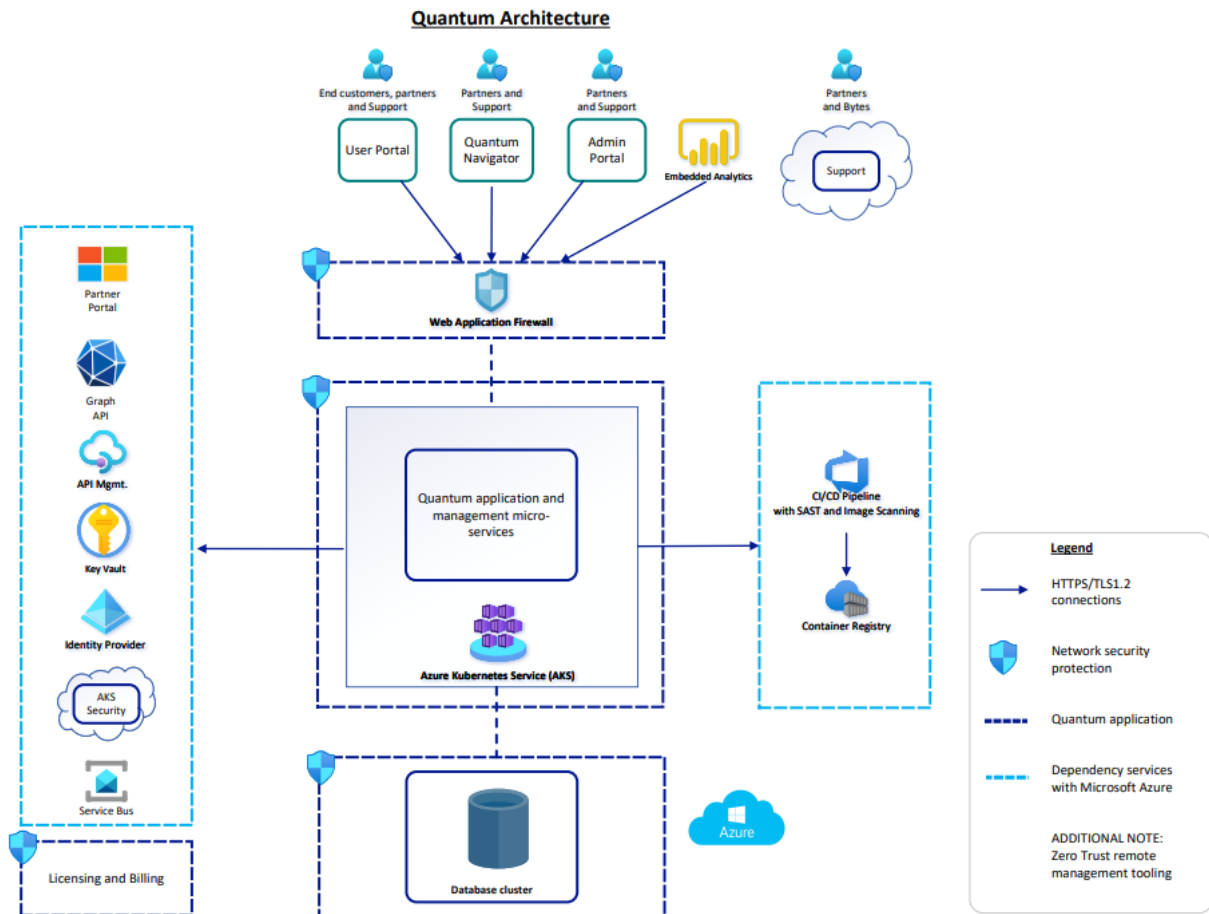 Quantum Architecture
End customers, partners
and Support
Partners and
Support
Partners
and Support
Partners
and Bytes
User Portal
Quantum
Navigator
Admin
Portal
Embedded Analytics
Support
Web Application Firewall
Partner
Portal
Graph
API
API Mgmt.
Key Vault
Identity Provider
AKS
Security
Service Bus
Licensing and Billing
Quantum application and
management micro-
services
Azure Kubernetes Service (AKS)
Database cluster
CI/CD Pipeline
with SAST and Image Scanning
Container Registry
Azure
Legend
HTTPS/TLS1.2
connections
Network security
protection
Quantum application
Dependency services
with Microsoft Azure
ADDITIONAL NOTE:
Zero Trust remote
management tooling